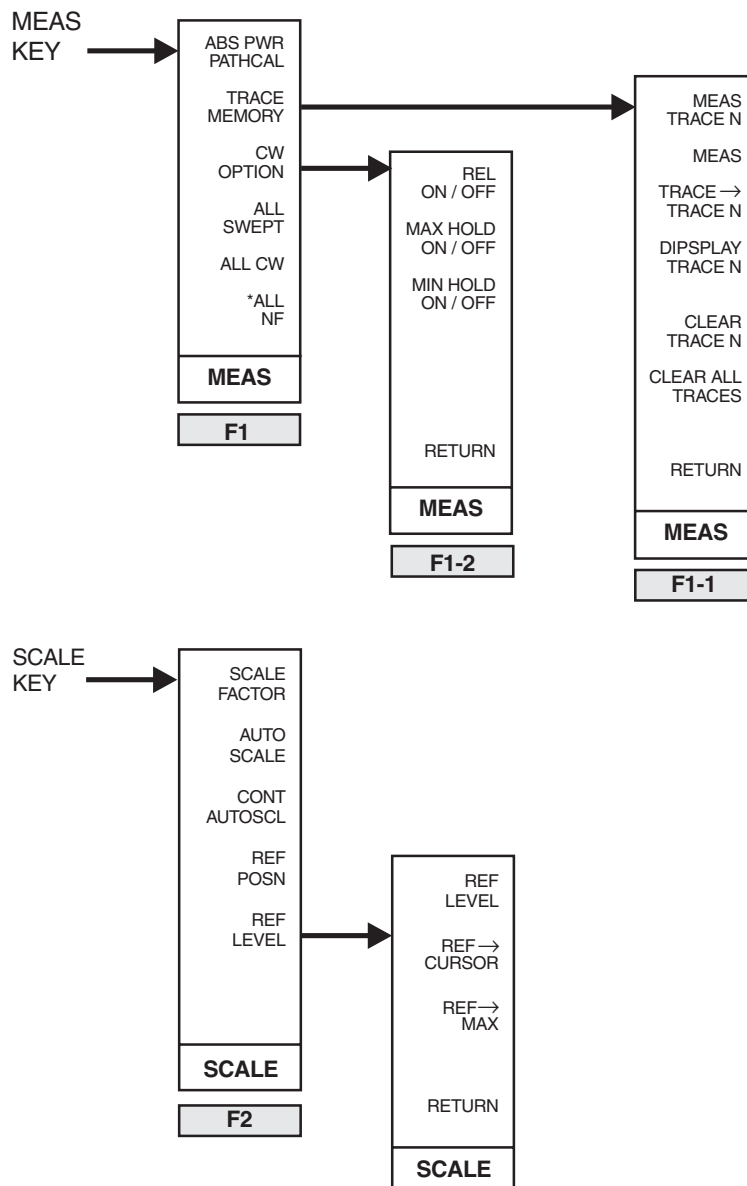 MEAS
KEY
ABS PWR
PATHCAL
TRACE
MEMORY
CW
OPTION
ALL
SWEPT
ALL CW
*ALL
NF
MEAS
F1
REL
ON / OFF
MAX HOLD
ON / OFF
MIN HOLD
ON / OFF
RETURN
MEAS
F1-2
MEAS
TRACE N
MEAS
TRACE→
TRACE N
DIPSPLAY
TRACE N
CLEAR
TRACE N
CLEAR ALL
TRACES
RETURN
MEAS
F1-1
SCALE
KEY
SCALE
FACTOR
AUTO
SCALE
CONT
AUTOSCL
REF
POSN
REF
LEVEL
SCALE
F2
REF
LEVEL
REF→
CURSOR
REF→
MAX
RETURN
SCALE